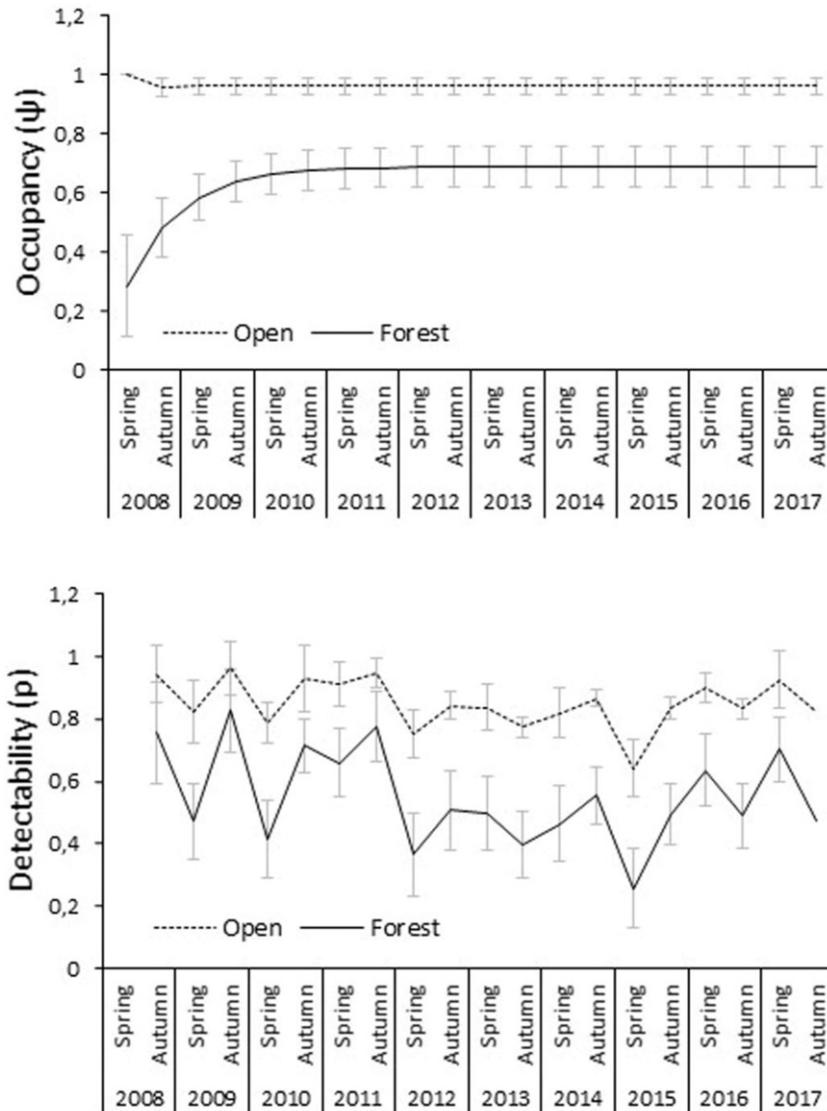 1,2
1
0,8
0,6
0,4
0,2
0
Occupancy (ψ)
Open Forest
Spring Autumn Spring Autumn Spring Autumn Spring Autumn Spring Autumn Spring Autumn Spring Autumn Spring Autumn Spring Autumn Spring Autumn
2008 2009 2010 2011 2012 2013 2014 2015 2016 2017
1,2
1
0,8
0,6
0,4
0,2
0
Detectability (p)
Open Forest
Spring Autumn Spring Autumn Spring Autumn Spring Autumn Spring Autumn Spring Autumn Spring Autumn Spring Autumn Spring Autumn Spring Autumn
2008 2009 2010 2011 2012 2013 2014 2015 2016 2017